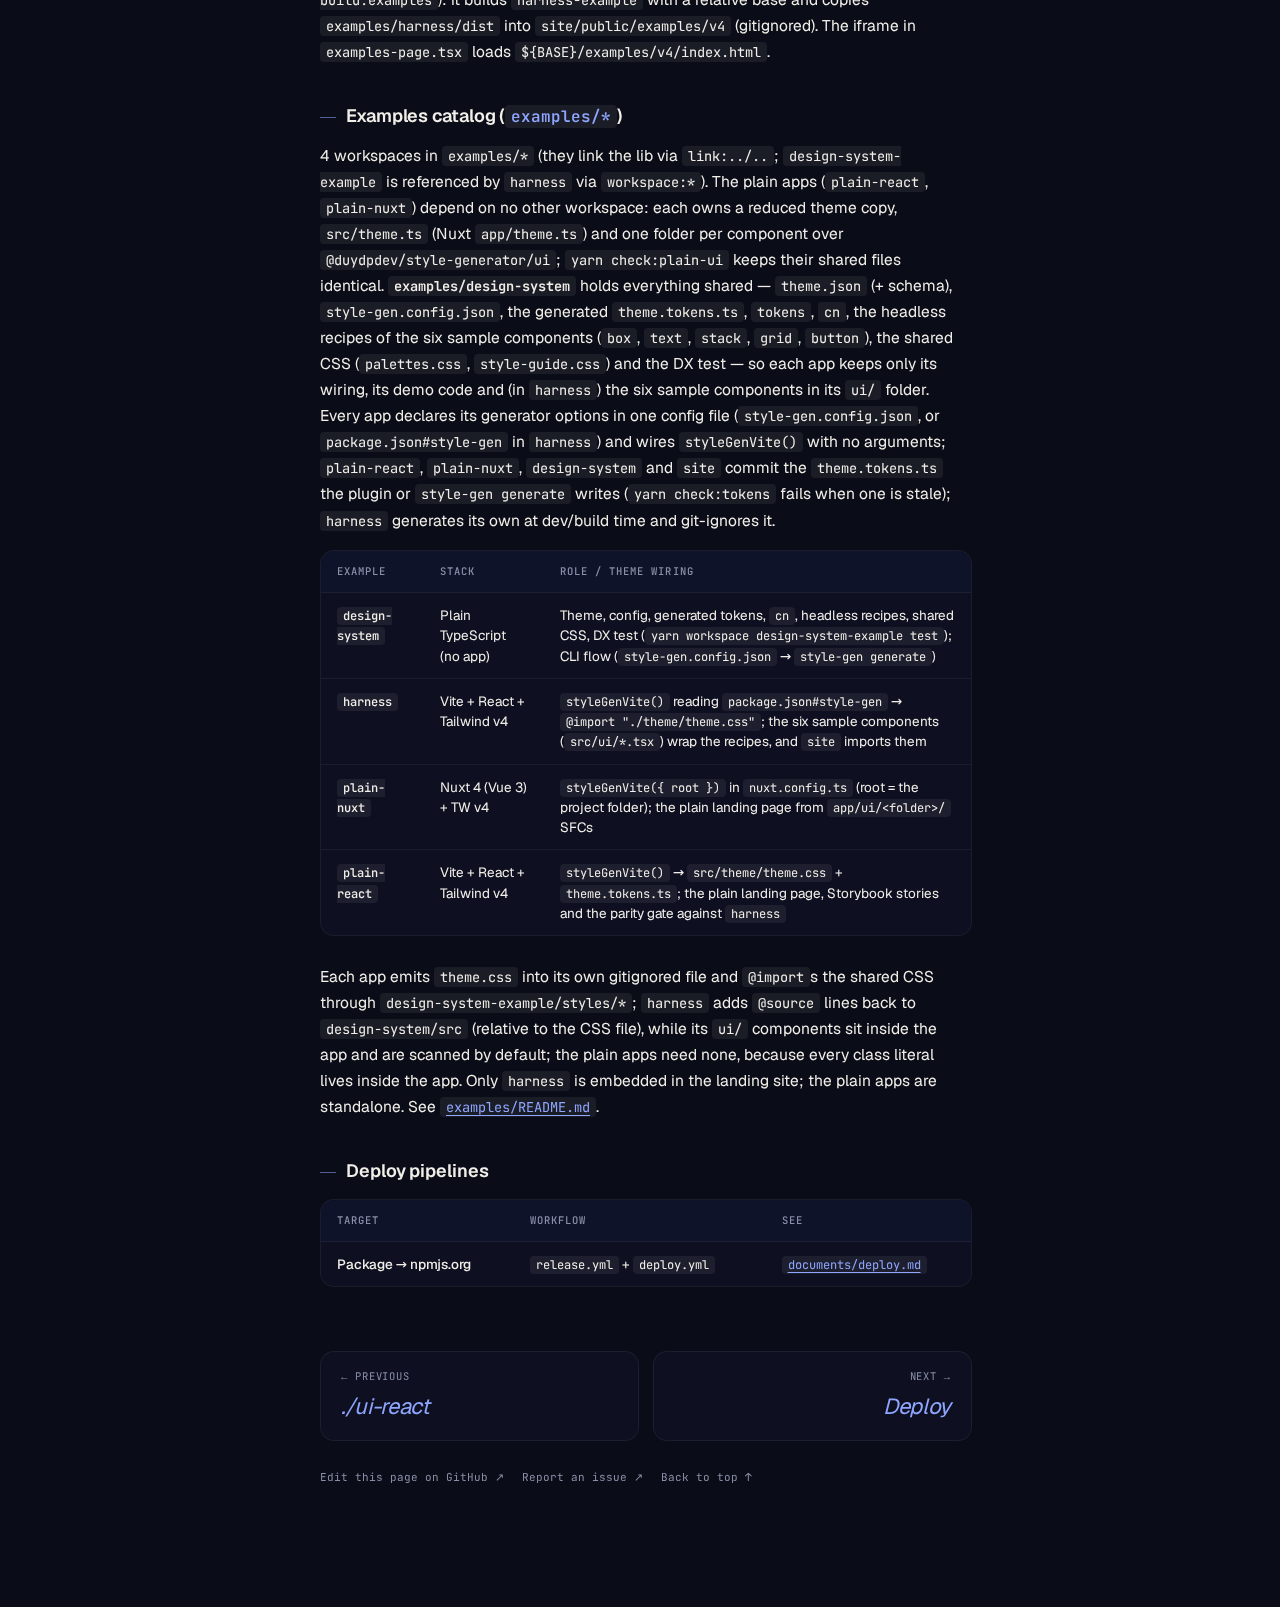 build:examples ). It builds harness-example with a relative base and copies
examples/harness/dist into site/public/examples/v4 (gitignored). The iframe in
examples-page.tsx loads ${BASE}/examples/v4/index.html .
— Examples catalog ( examples/* )
4 workspaces in examples/* (they link the lib via link:../.. ; design-system-
example is referenced by harness via workspace:* ). The plain apps ( plain-react ,
plain-nuxt ) depend on no other workspace: each owns a reduced theme copy,
src/theme.ts (Nuxt app/theme.ts ) and one folder per component over
@duydpdev/style-generator/ui ; yarn check:plain-ui keeps their shared files
identical. examples/design-system holds everything shared — theme.json (+ schema),
style-gen.config.json , the generated theme.tokens.ts , tokens , cn , the headless
recipes of the six sample components ( box , text , stack , grid , button ), the shared
CSS ( palettes.css , style-guide.css ) and the DX test — so each app keeps only its
wiring, its demo code and (in harness ) the six sample components in its ui/ folder.
Every app declares its generator options in one config file ( style-gen.config.json , or
package.json#style-gen in harness ) and wires styleGenVite() with no arguments;
plain-react , plain-nuxt , design-system and site commit the theme.tokens.ts
the plugin or style-gen generate writes ( yarn check:tokens fails when one is stale);
harness generates its own at dev/build time and git-ignores it.
EXAMPLE STACK ROLE / THEME WIRING
design- Plain Theme, config, generated tokens, cn , headless recipes, shared
system TypeScript CSS, DX test ( yarn workspace design-system-example test );
(no app) CLI flow ( style-gen.config.json → style-gen generate )
harness Vite + React + styleGenVite() reading package.json#style-gen →
Tailwind v4 @import "./theme/theme.css" ; the six sample components
( src/ui/*.tsx ) wrap the recipes, and site imports them
plain- Nuxt 4 (Vue 3) styleGenVite({ root }) in nuxt.config.ts (root = the
nuxt + TW v4 project folder); the plain landing page from app/ui/<folder>/
SFCs
plain- Vite + React + styleGenVite() → src/theme/theme.css +
react Tailwind v4 theme.tokens.ts ; the plain landing page, Storybook stories
and the parity gate against harness
Each app emits theme.css into its own gitignored file and @import s the shared CSS
through design-system-example/styles/* ; harness adds @source lines back to
design-system/src (relative to the CSS file), while its ui/ components sit inside the
app and are scanned by default; the plain apps need none, because every class literal
lives inside the app. Only harness is embedded in the landing site; the plain apps are
standalone. See examples/README.md .
— Deploy pipelines
TARGET WORKFLOW SEE
Package → npmjs.org release.yml + deploy.yml documents/deploy.md
← PREVIOUS
./ui-react
NEXT →
Deploy
Edit this page on GitHub ↗ Report an issue ↗ Back to top ↑